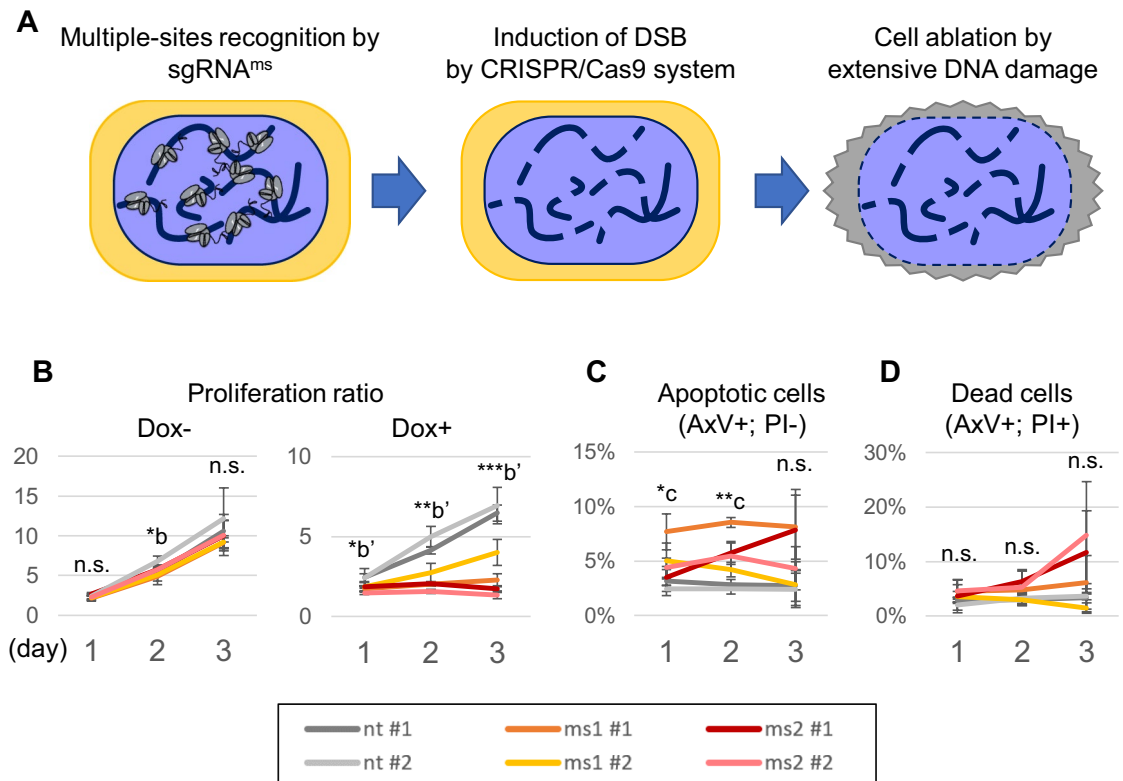 A
Multiple-sites recognition by
sgRNAms
Induction of DSB
by CRISPR/Cas9 system
Cell ablation by
extensive DNA damage
B
Proliferation ratio
Dox-
20
15
10
5
0
n.s.
*b
n.s.
(day)
1 2 3
Dox+
10
5
0
*b’
**b’
***b’
1 2 3
C
Apoptotic cells
(AxV+; PI-)
15%
10%
5%
0%
*c
**c
n.s.
1 2 3
D
Dead cells
(AxV+; PI+)
30%
20%
10%
0%
n.s.
n.s.
n.s.
1 2 3
nt #1
ms1 #1
ms2 #1
nt #2
ms1 #2
ms2 #2